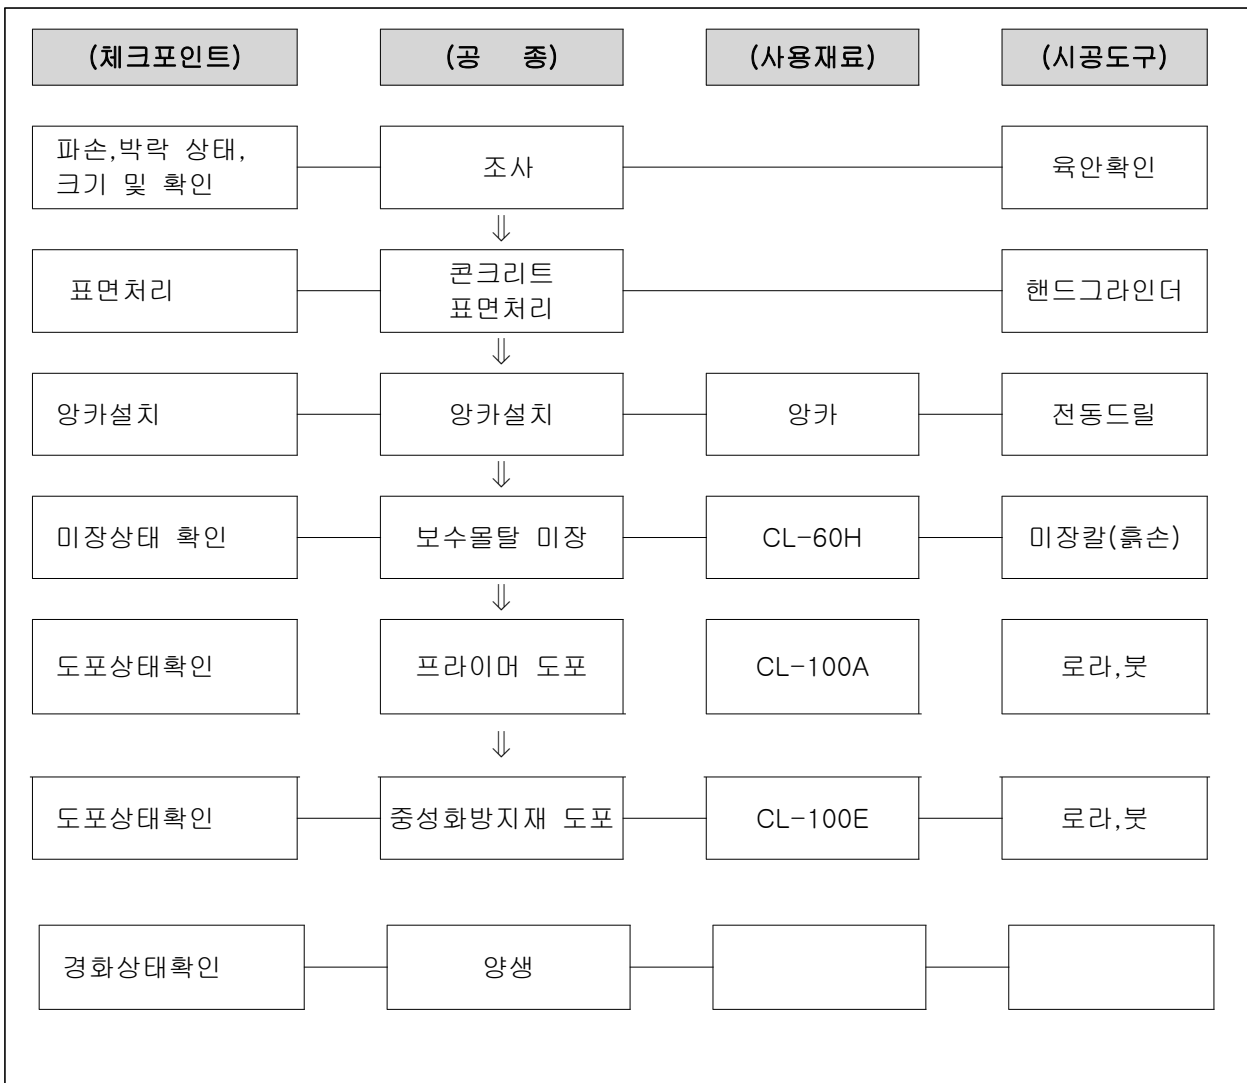 (체크포인트) (공 종) (사용재료) (시공도구)
파손,박락 상태,
크기 및 확인
조사
육안확인
⇓
표면처리
콘크리트
표면처리
핸드그라인더
⇓
앙카설치 앙카설치 앙카 전동드릴
⇓
미장상태 확인 보수몰탈 미장 CL-60H 미장칼(흙손)
⇓
도포상태확인 프라이머 도포 CL-100A 로라,붓
⇓
도포상태확인 중성화방지재 도포 CL-100E 로라,붓
경화상태확인 양생